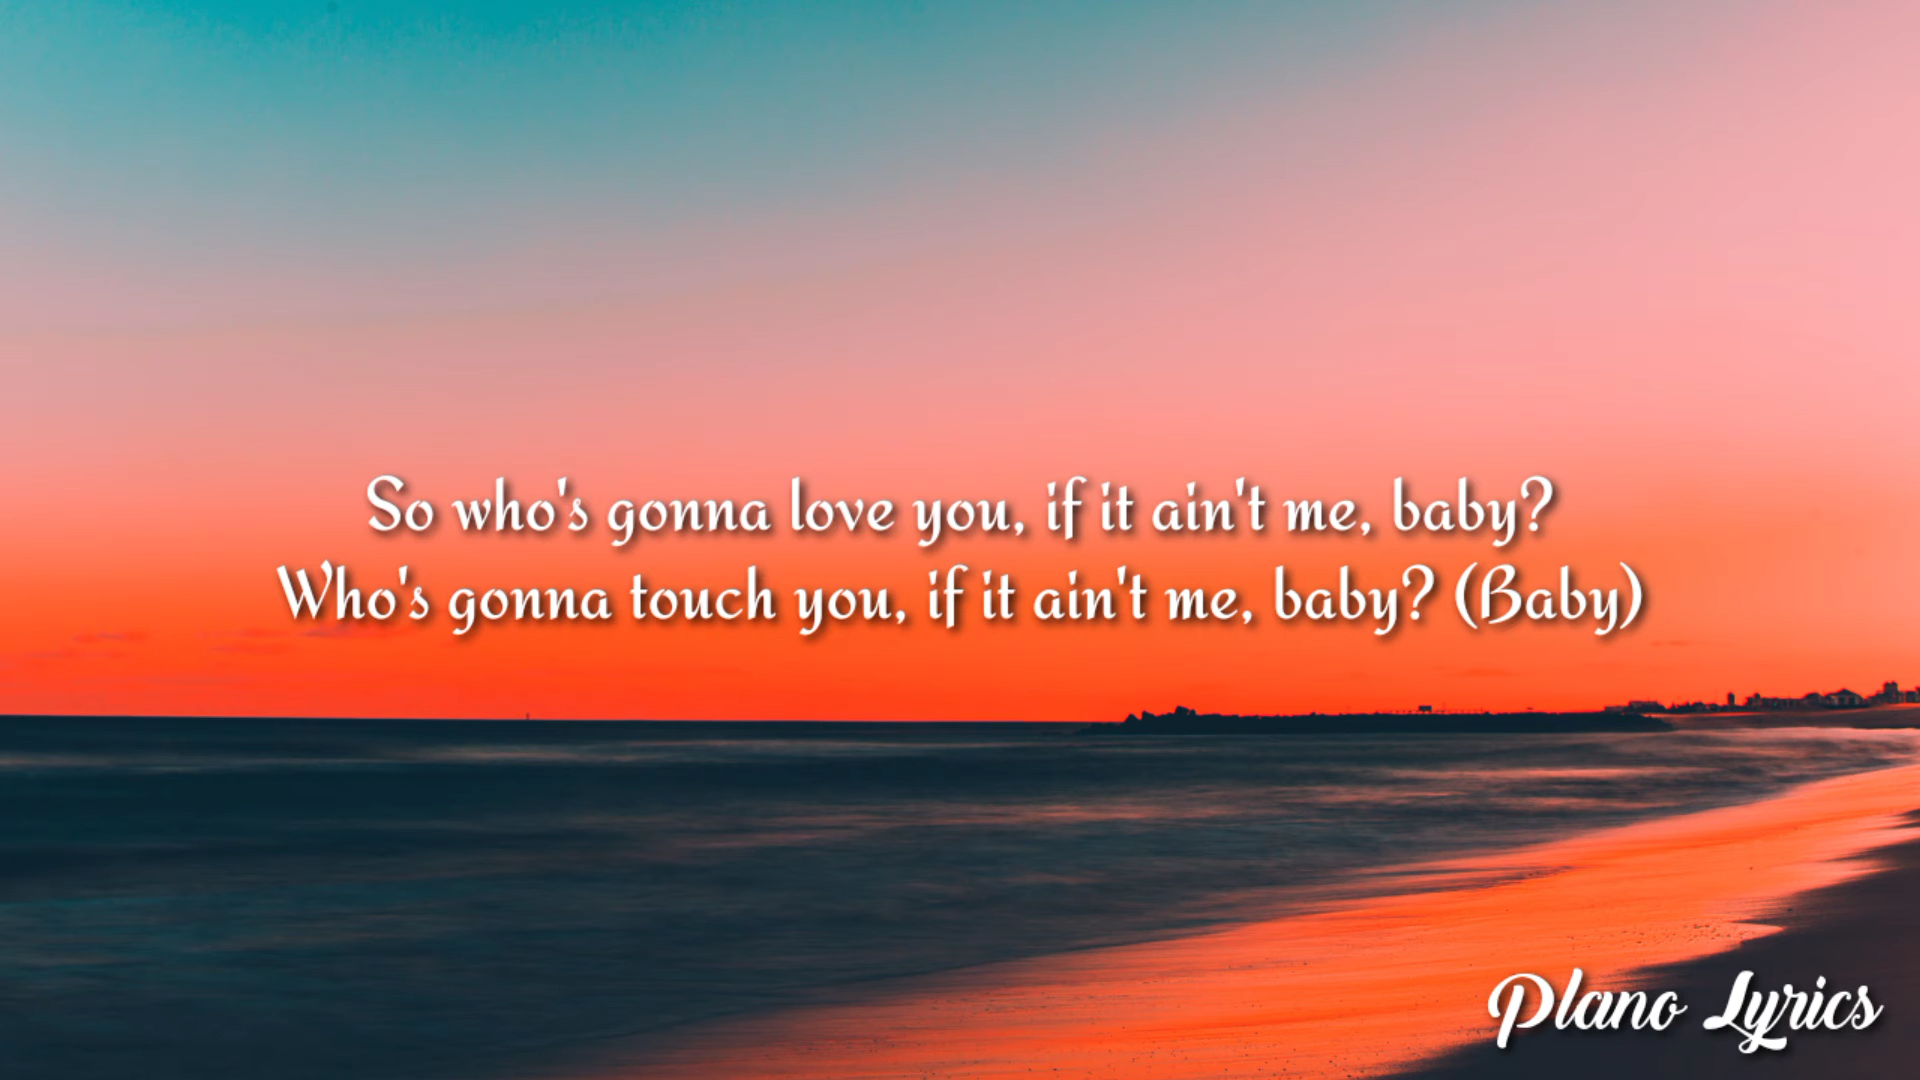 So who's gonna love you, if it ain't me, baby?
Who's gonna touch you, if it ain't me, baby? (Baby)
Plano Lyrics